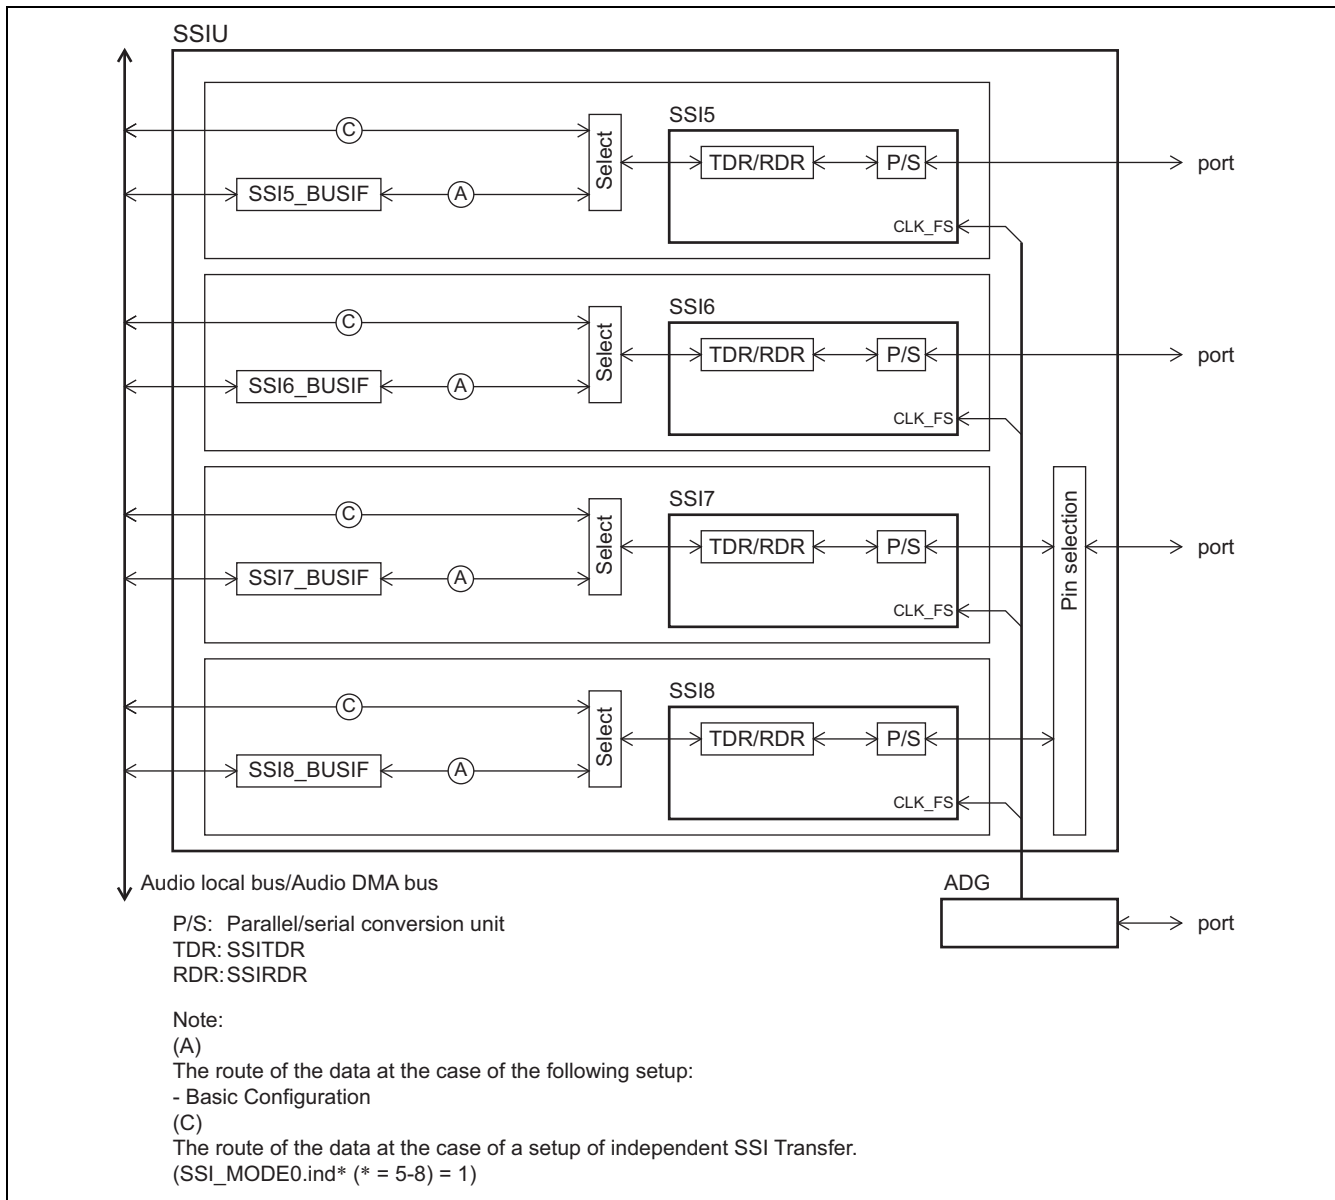 SSIU
SSI5
C
Select
TDR/RDR
P/S
port
SSI5_BUSIF
A
CLK_FS
SSI6
C
Select
TDR/RDR
P/S
port
SSI6_BUSIF
A
CLK_FS
SSI7
C
Select
TDR/RDR
P/S
Pin selection
port
SSI7_BUSIF
A
CLK_FS
SSI8
C
Select
TDR/RDR
P/S
SSI8_BUSIF
A
CLK_FS
Audio local bus/Audio DMA bus
ADG
port
P/S: Parallel/serial conversion unit
TDR: SSITDR
RDR: SSIRDR
Note:
(A)
The route of the data at the case of the following setup:
- Basic Configuration
(C)
The route of the data at the case of a setup of independent SSI Transfer.
(SSI_MODE0.ind* (* = 5-8) = 1)